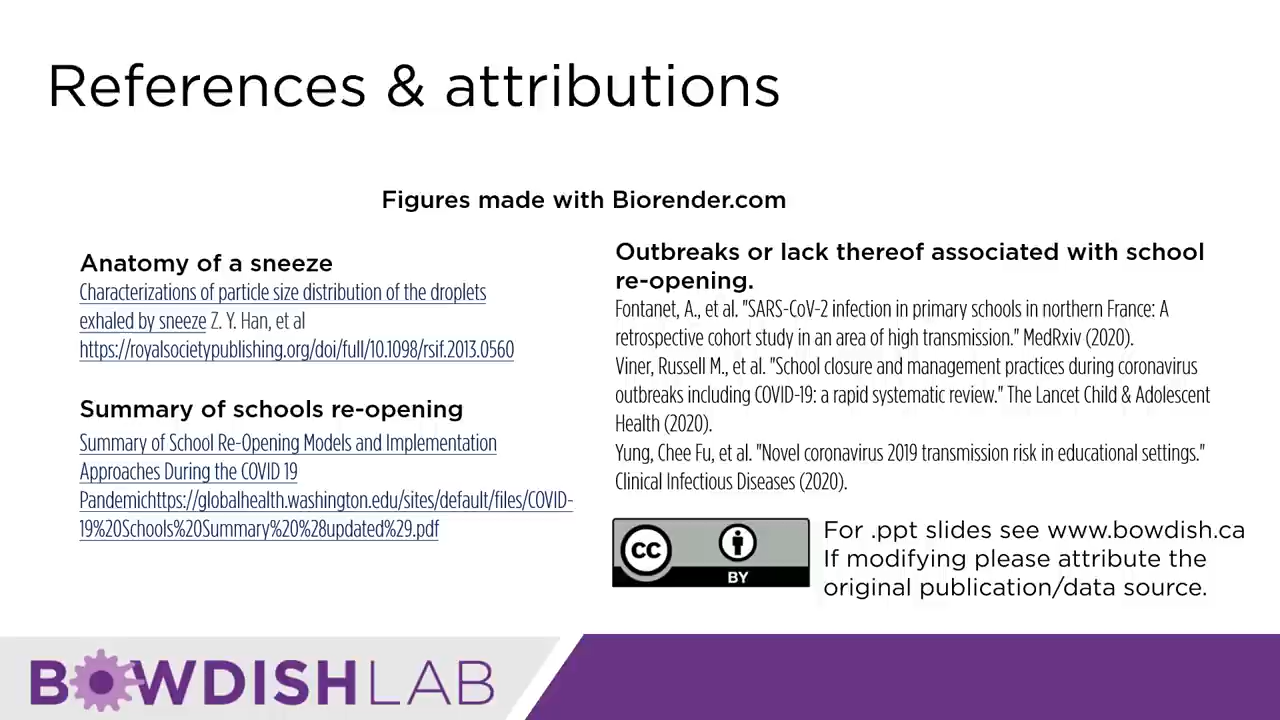 References & attributions
Figures made with Biorender.com
Anatomy of a sneeze
Characterizations of particle size distribution of the droplets
exhaled by sneeze Z. Y. Han, et al
https://royalsocietypublishing.org/doi/full/10.1098/rsif.2013.0560
Summary of schools re-opening
Summary of School Re-Opening Models and Implementation
Approaches During the COVID 19
Pandemichttps://globalhealth.washington.edu/sites/default/files/COVID-
19%20Schools%20Summary%20%28updated%29.pdf
Outbreaks or lack thereof associated with school
re-opening.
Fontanet, A., et al. "SARS-CoV-2 infection in primary schools in northern France: A
retrospective cohort study in an area of high transmission." MedRxiv (2020).
Viner, Russell M., et al. "School closure and management practices during coronavirus
outbreaks including COVID-19: a rapid systematic review." The Lancet Child & Adolescent
Health (2020).
Yung, Chee Fu, et al. "Novel coronavirus 2019 transmission risk in educational settings."
Clinical Infectious Diseases (2020).
cc
BY
For .ppt slides see www.bowdish.ca
If modifying please attribute the
original publication/data source.
BOWDISHLAB